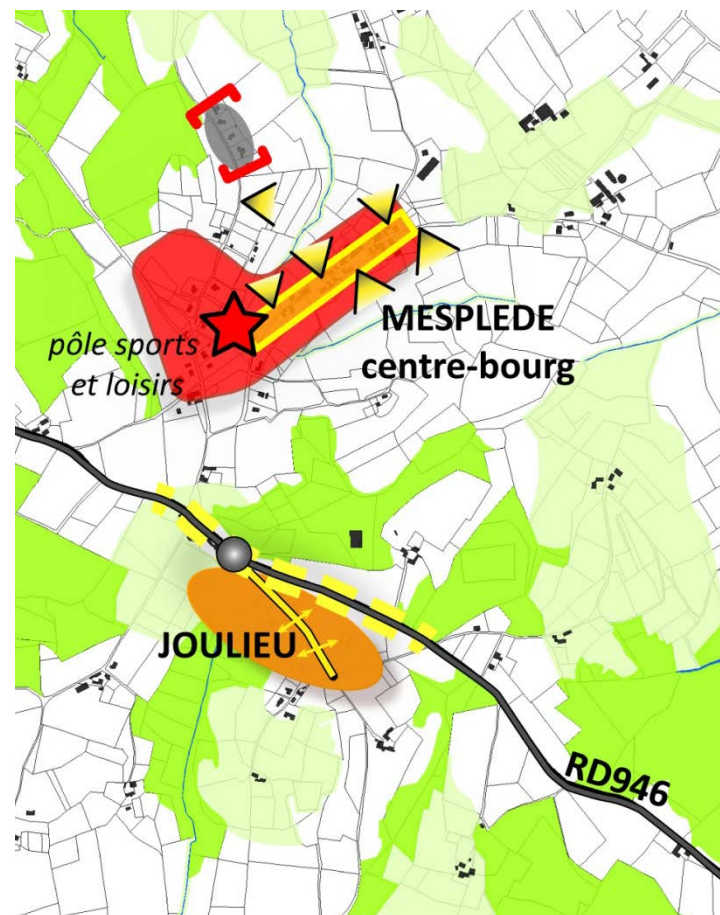 MESPLEDE
centre-bourg
pôle sports
et loisirs
JOULIEU
RD946